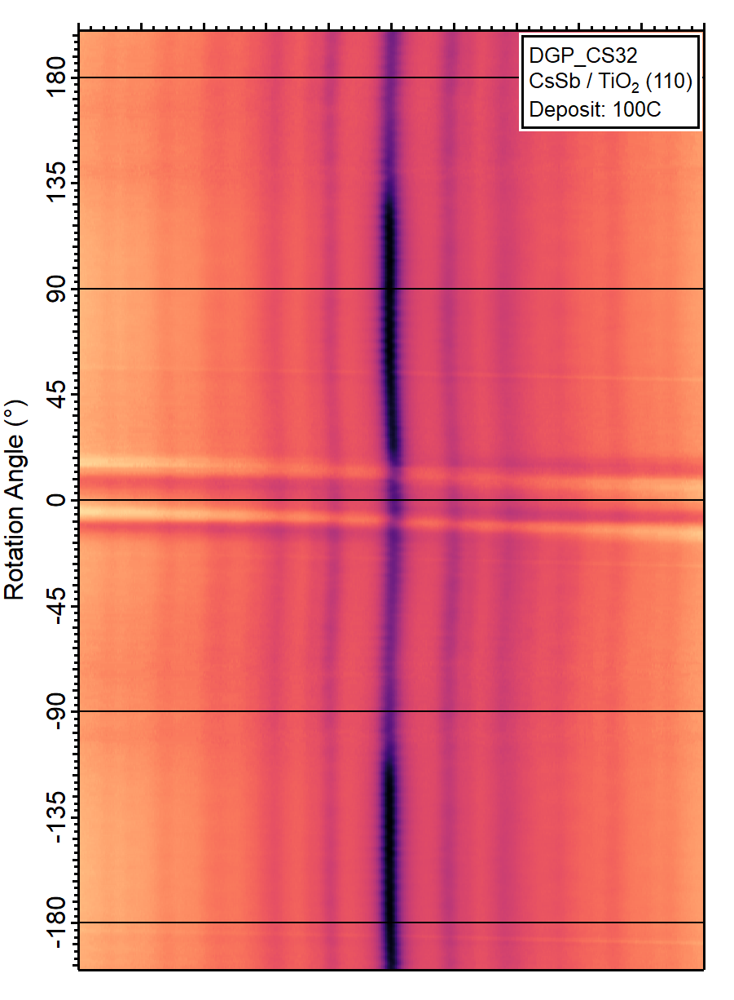 DGP_CS32
CsSb / TiO₂ (110)
Deposit: 100C
180
135
90
45
0
-45
-90
-135
-180
Rotation Angle (°)